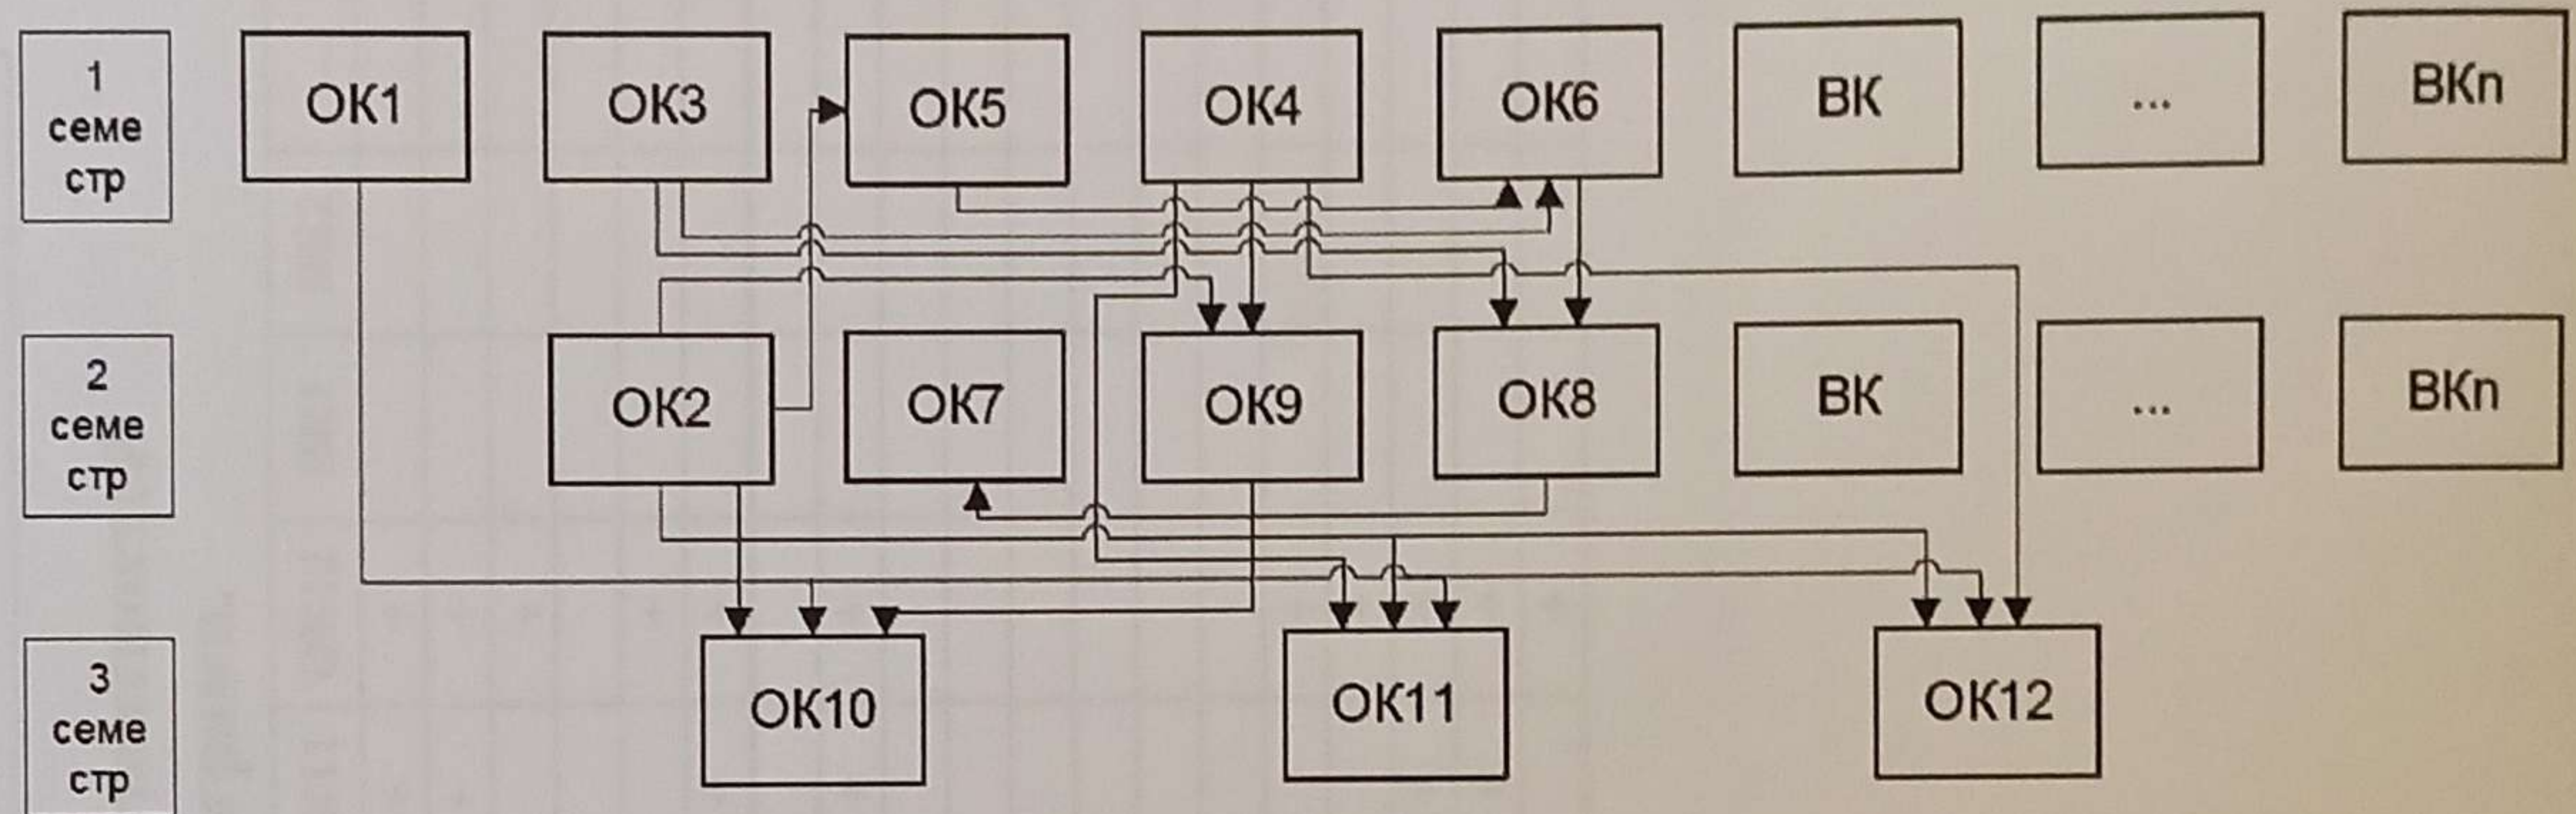 1
семе
стр
ОК1
ОК3
ОК5
ОК4
ОК6
ВК
...
ВКn
2
семе
стр
ОК2
ОК7
ОК9
ОК8
ВК
...
ВКn
3
семе
стр
ОК10
ОК11
ОК12